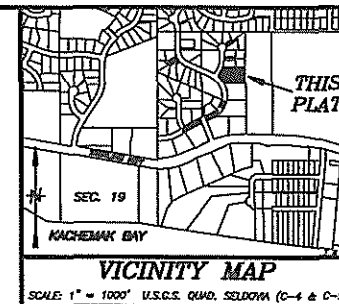 THIS
PLAT
SEC. 19
KACHEMAK BAY
VICINITY MAP
SCALE: 1" = 1000' U.S.G.S. QUAD. SELDOVIA (C-4 & C-